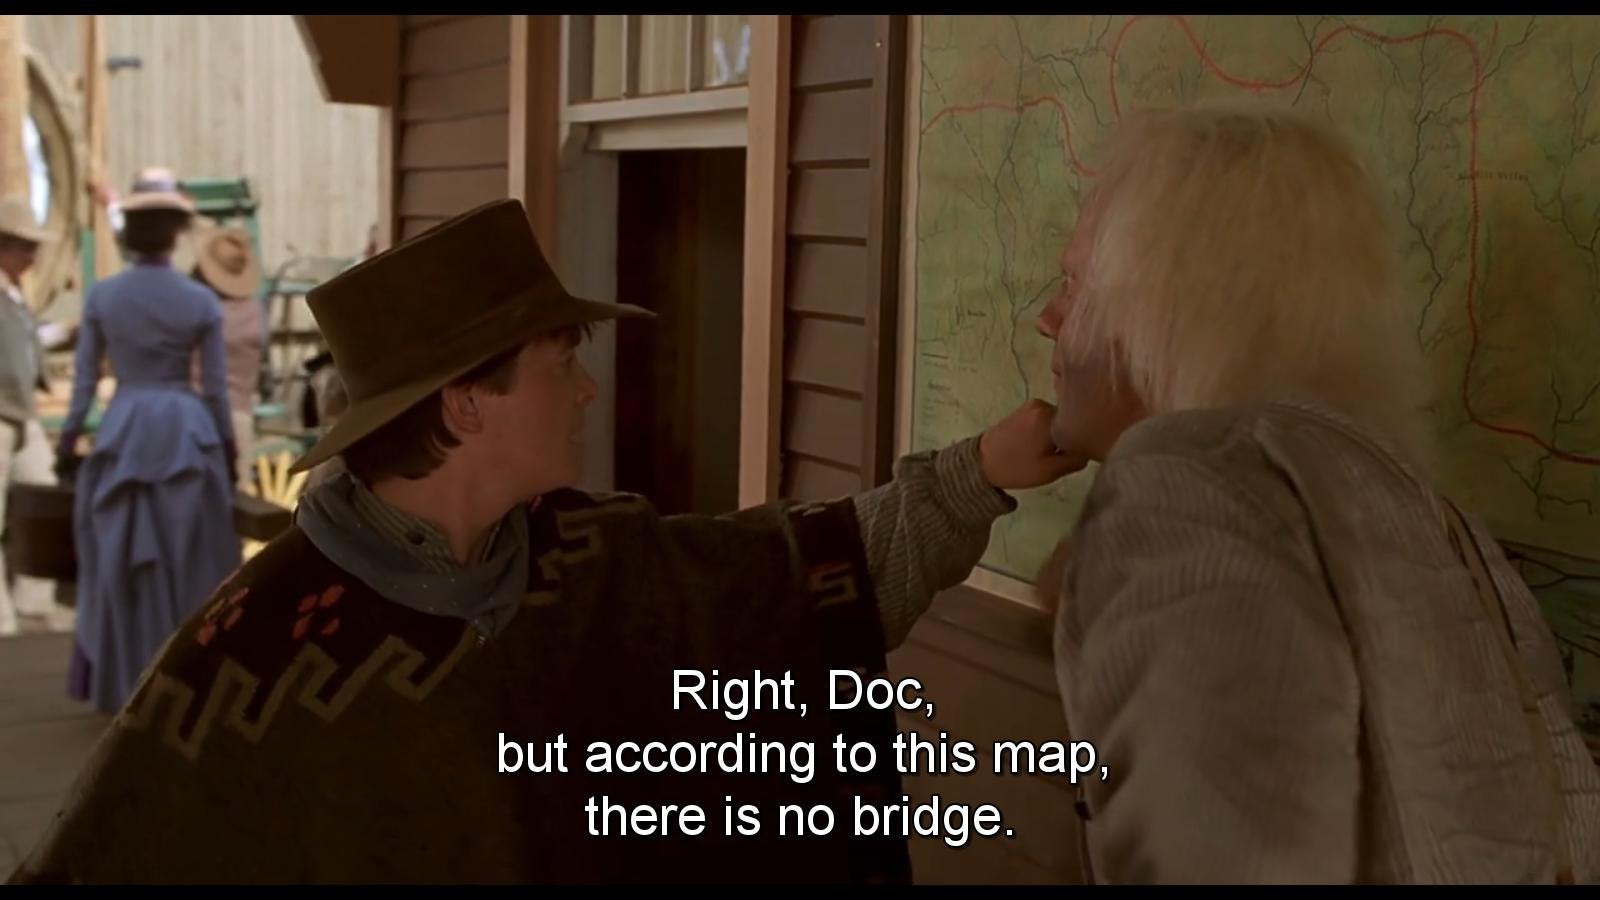 Right, Doc,
but according to this map,
there is no bridge.